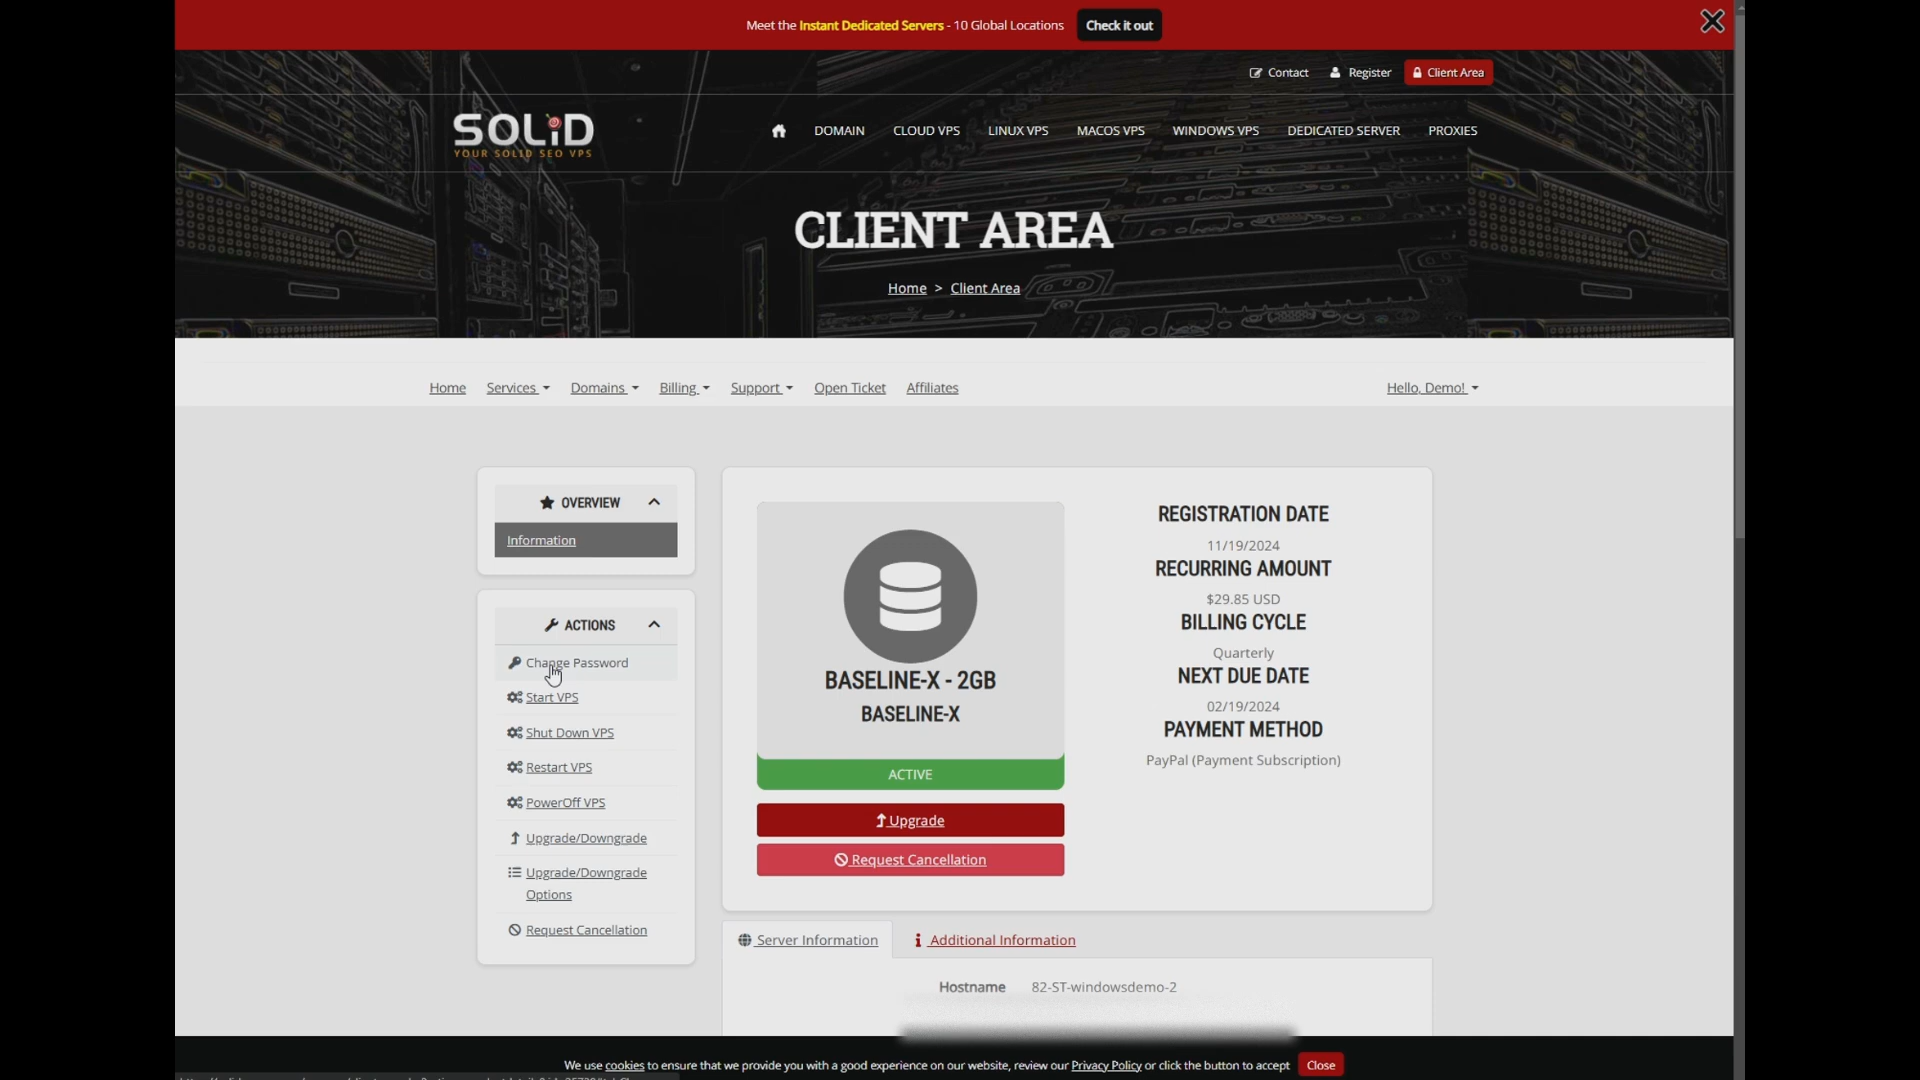 Meet the Instant Dedicated Servers - 10 Global Locations Check it out
Contact Register Client Area
SOLiD
YOUR SOLID SEO VPS
DOMAIN CLOUD VPS LINUX VPS MACOS VPS WINDOWS VPS DEDICATED SERVER PROXIES
CLIENT AREA
Home > Client Area
Home Services Domains Billing Support Open Ticket Affiliates Hello, Demo!
OVERVIEW
Information
ACTIONS
Change Password
Start VPS
Shut Down VPS
Restart VPS
PowerOff VPS
Upgrade/Downgrade
Upgrade/Downgrade
Options
Request Cancellation
BASELINE-X - 2GB
BASELINE-X
ACTIVE
Upgrade
Request Cancellation
REGISTRATION DATE
11/19/2024
RECURRING AMOUNT
$29.85 USD
BILLING CYCLE
Quarterly
NEXT DUE DATE
02/19/2024
PAYMENT METHOD
PayPal (Payment Subscription)
Server Information Additional Information
Hostname 82-ST-windowsdemo-2
We use cookies to ensure that we provide you with a good experience on our website, review our Privacy Policy or click the button to accept Close